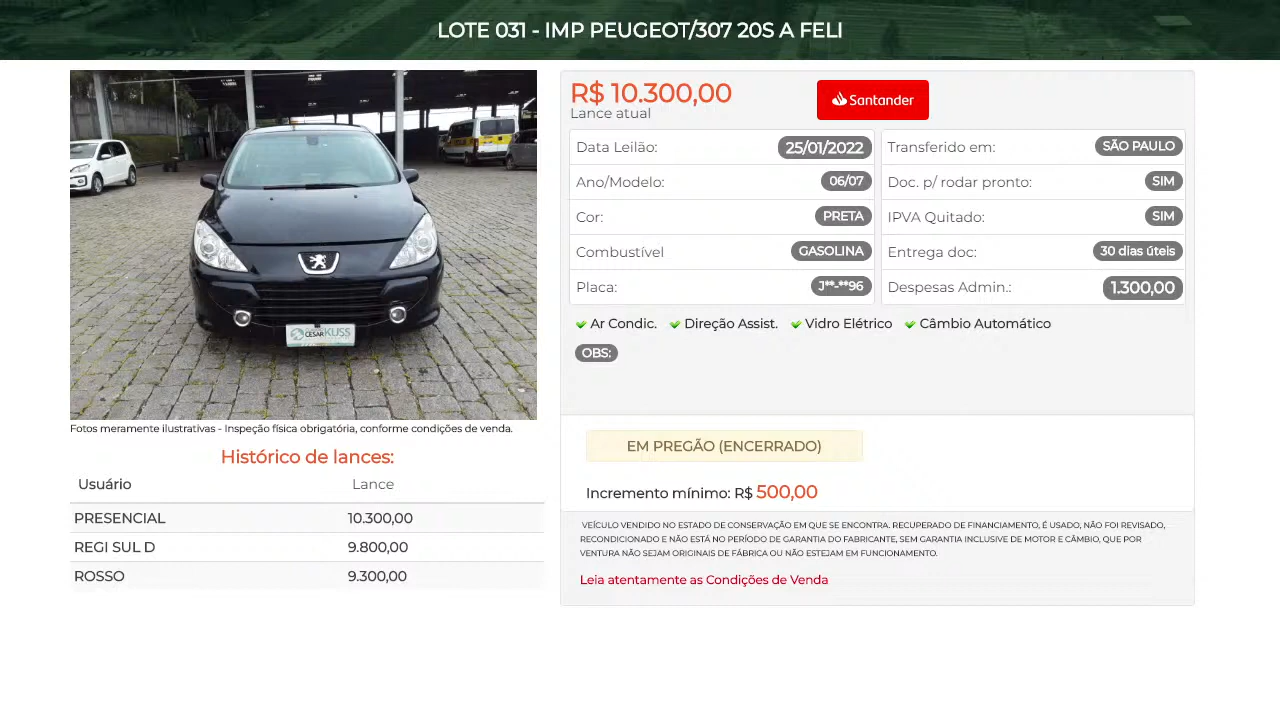 LOTE 031 - IMP PEUGEOT/307 20S A FELI
CESAR KUSS
Fotos meramente ilustrativas - Inspeção física obrigatória, conforme condições de venda.
Histórico de lances:
Usuário Lance
PRESENCIAL 10.300,00
REGI SUL D 9.800,00
ROSSO 9.300,00
R$ 10.300,00
Lance atual
Santander
Data Leilão: 25/01/2022
Ano/Modelo: 06/07
Cor: PRETA
Combustível GASOLINA
Placa: J**-**96
Transferido em: SÃO PAULO
Doc. p/ rodar pronto: SIM
IPVA Quitado: SIM
Entrega doc: 30 dias úteis
Despesas Admin.: 1.300,00
Ar Condic. Direção Assist. Vidro Elétrico Câmbio Automático
OBS:
EM PREGÃO (ENCERRADO)
Incremento mínimo: R$ 500,00
VEÍCULO VENDIDO NO ESTADO DE CONSERVAÇÃO EM QUE SE ENCONTRA. RECUPERADO DE FINANCIAMENTO, É USADO, NÃO FOI REVISADO,
RECONDICIONADO E NÃO ESTÁ NO PERÍODO DE GARANTIA DO FABRICANTE, SEM GARANTIA INCLUSIVE DE MOTOR E CÂMBIO, QUE POR
VENTURA NÃO SEJAM ORIGINAIS DE FÁBRICA OU NÃO ESTEJAM EM FUNCIONAMENTO.
Leia atentamente as Condições de Venda